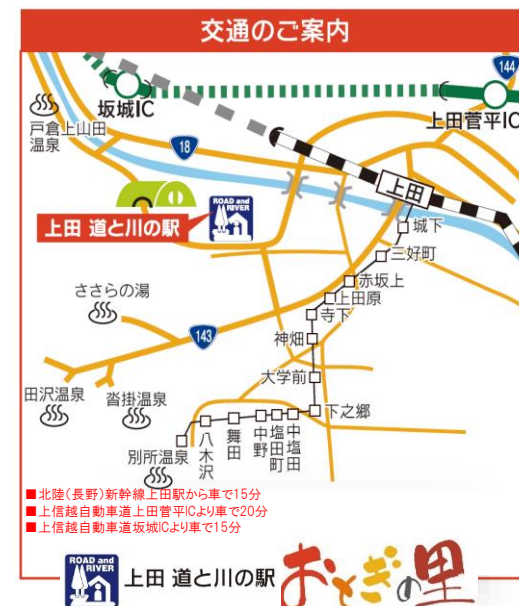 交通のご案内
144
坂城IC
上田菅平IC
戸倉上山田
温泉
18
上田
ROAD and
RIVER
上田 道と川の駅
城下
三好町
ささらの湯
赤坂上
上田原
寺下
143
神畑
大学前
田沢温泉
沓掛温泉
下之郷
中塩田
塩田町
中野
舞田
八木沢
別所温泉
■北陸(長野)新幹線上田駅から車で15分
■上信越自動車道上田菅平ICより車で20分
■上信越自動車道坂城ICより車で15分
ROAD and
RIVER
上田 道と川の駅 おとぎの里